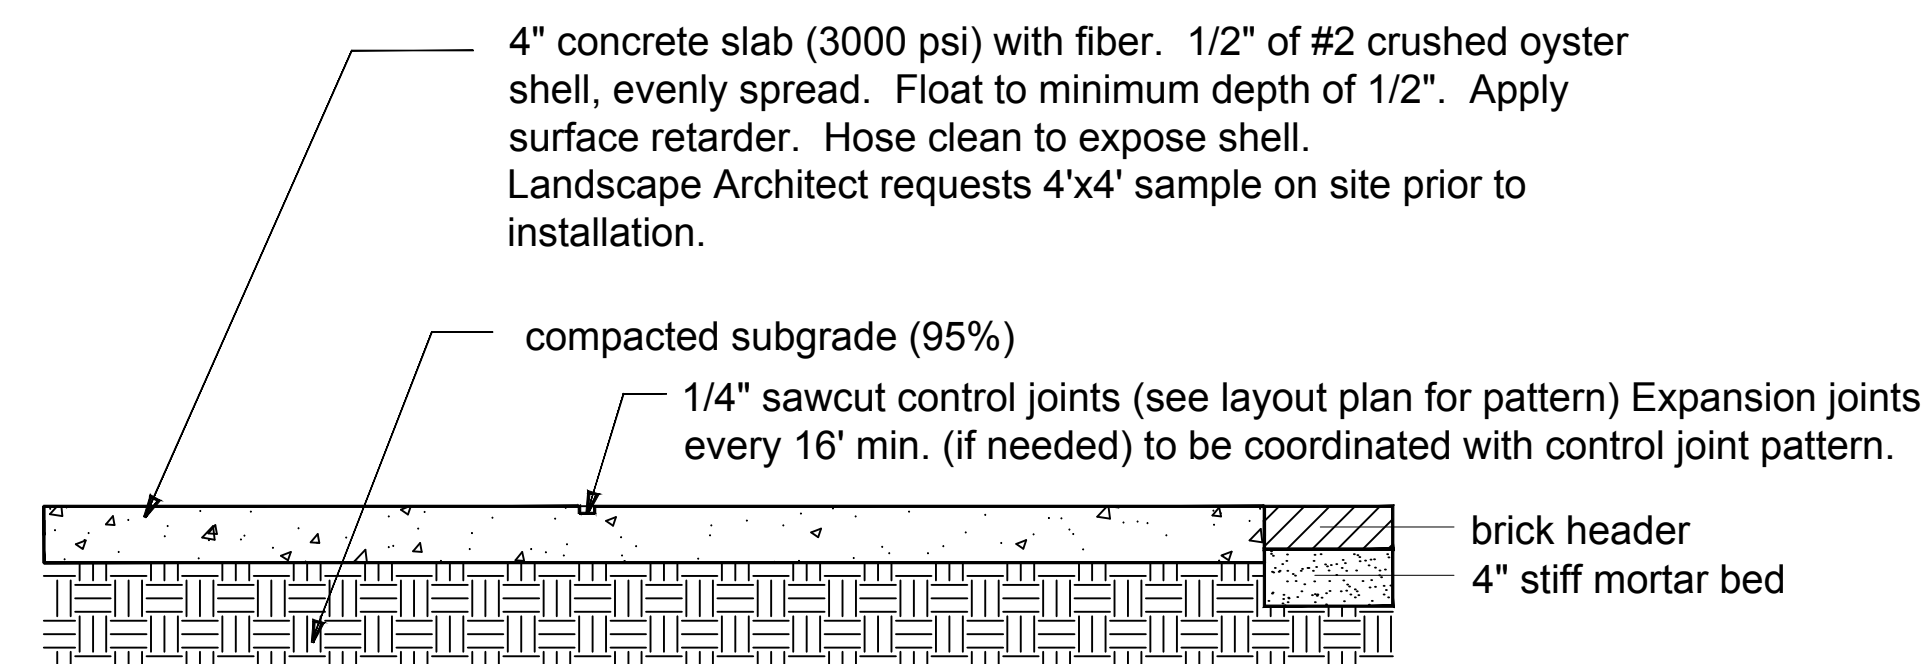 4" concrete slab (3000 psi) with fiber.  1/2" of #2 crushed oyster
shell, evenly spread.  Float to minimum depth of 1/2".  Apply
surface retarder.  Hose clean to expose shell.
Landscape Architect requests 4'x4' sample on site prior to
installation.
compacted subgrade (95%)
1/4" sawcut control joints (see layout plan for pattern) Expansion joints
every 16' min. (if needed) to be coordinated with control joint pattern.
brick header
4" stiff mortar bed